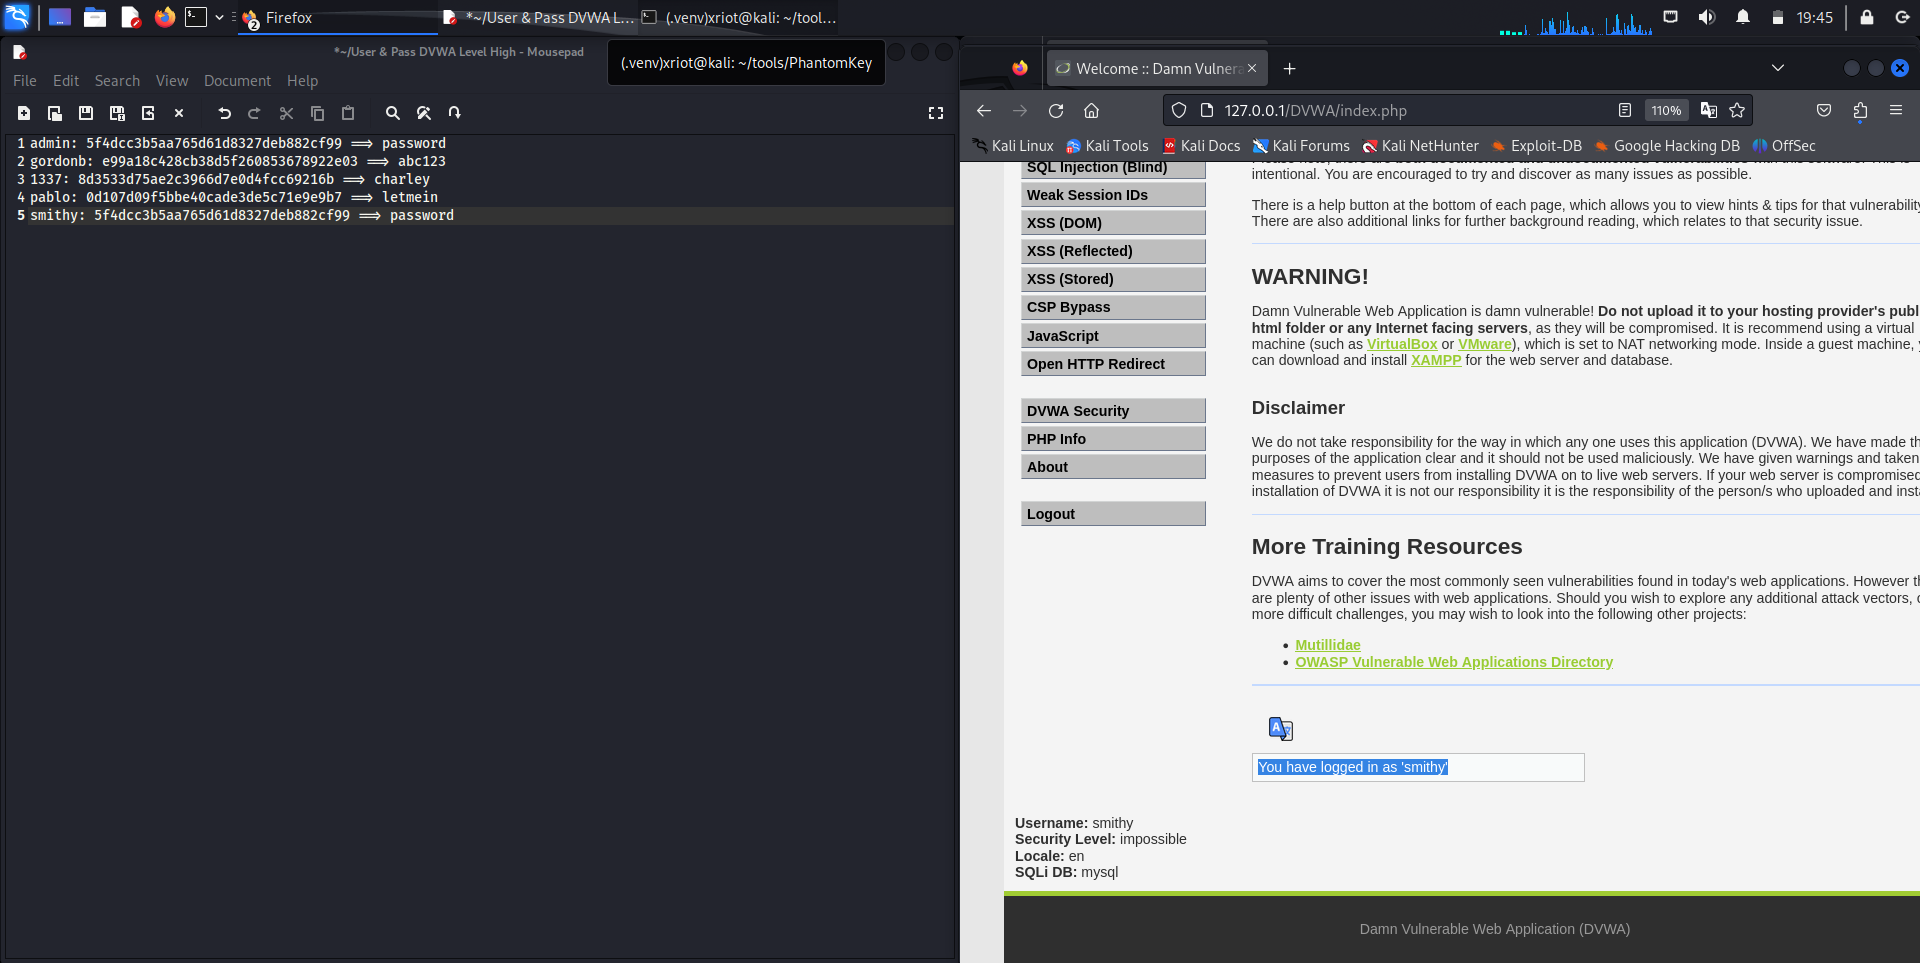 Firefox
2
*~/User & Pass DVWA L...
(.venv)xriot@kali: ~/tool...
19:45
*~/User & Pass DVWA Level High - Mousepad
(.venv)xriot@kali: ~/tools/PhantomKey
File Edit Search View Document Help
1 admin: 5f4dcc3b5aa765d61d8327deb882cf99 ==> password
2 gordonb: e99a18c428cb38d5f260853678922e03 ==> abc123
3 1337: 8d3533d75ae2c3966d7e0d4fcc69216b ==> charley
4 pablo: 0d107d09f5bbe40cade3de5c71e9e9b7 ==> letmein
5 smithy: 5f4dcc3b5aa765d61d8327deb882cf99 ==> password
Welcome :: Damn Vulnera
127.0.0.1/DVWA/index.php
110%
Kali Linux Kali Tools Kali Docs Kali Forums Kali NetHunter Exploit-DB Google Hacking DB OffSec
SQL Injection (Blind)
Weak Session IDs
XSS (DOM)
XSS (Reflected)
XSS (Stored)
CSP Bypass
JavaScript
Open HTTP Redirect
DVWA Security
PHP Info
About
Logout
intentional. You are encouraged to try and discover as many issues as possible.
There is a help button at the bottom of each page, which allows you to view hints & tips for that vulnerability
There are also additional links for further background reading, which relates to that security issue.
WARNING!
Damn Vulnerable Web Application is damn vulnerable! Do not upload it to your hosting provider's publ
html folder or any Internet facing servers, as they will be compromised. It is recommend using a virtual
machine (such as VirtualBox or VMware), which is set to NAT networking mode. Inside a guest machine,
can download and install XAMPP for the web server and database.
Disclaimer
We do not take responsibility for the way in which any one uses this application (DVWA). We have made th
purposes of the application clear and it should not be used maliciously. We have given warnings and taken
measures to prevent users from installing DVWA on to live web servers. If your web server is compromised
installation of DVWA it is not our responsibility it is the responsibility of the person/s who uploaded and inst
More Training Resources
DVWA aims to cover the most commonly seen vulnerabilities found in today's web applications. However th
are plenty of other issues with web applications. Should you wish to explore any additional attack vectors,
more difficult challenges, you may wish to look into the following other projects:
• Mutillidae
• OWASP Vulnerable Web Applications Directory
You have logged in as 'smithy'
Username: smithy
Security Level: impossible
Locale: en
SQLi DB: mysql
Damn Vulnerable Web Application (DVWA)